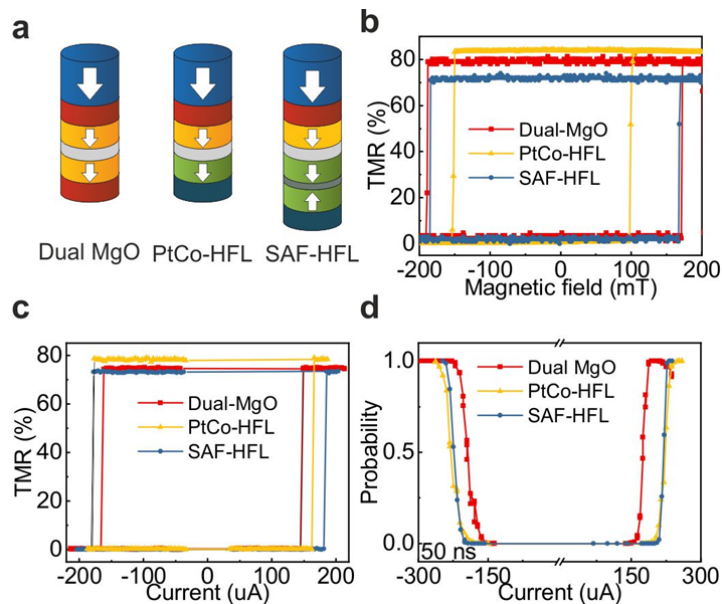 a
Dual MgO PtCo-HFL SAF-HFL
b
TMR (%)
80
60
40
20
0
Dual-MgO
PtCo-HFL
SAF-HFL
-200 -100 0 100 200
Magnetic field (mT)
c
TMR (%)
80
60
40
20
0
Dual-MgO
PtCo-HFL
SAF-HFL
-200 -100 0 100 200
Current (uA)
d
Probability
1.0
0.5
0.0
Dual MgO
PtCo-HFL
SAF-HFL
50 ns
-300 -150 150 300
Current (uA)